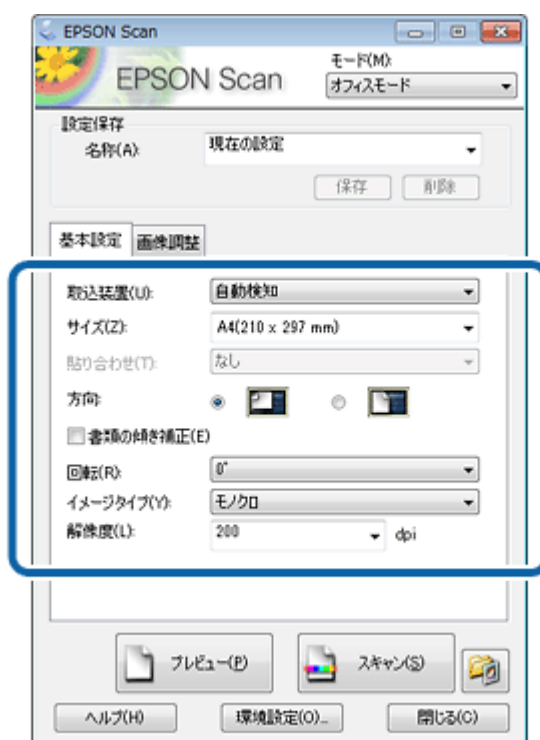 EPSON Scan
EPSON Scan
モード(M):
オフィスモード
設定保存
名称(A):
現在の設定
保存
削除
基本設定
画像調整
取込装置(U):
自動検知
サイズ(Z):
A4(210 x 297 mm)
貼り合わせ(T):
なし
方向:
書類の傾き補正(E)
回転(R):
0°
イメージタイプ(Y):
モノクロ
解像度(L):
200
dpi
プレビュー(P)
スキャン(S)
ヘルプ(H)
環境設定(O)...
閉じる(C)